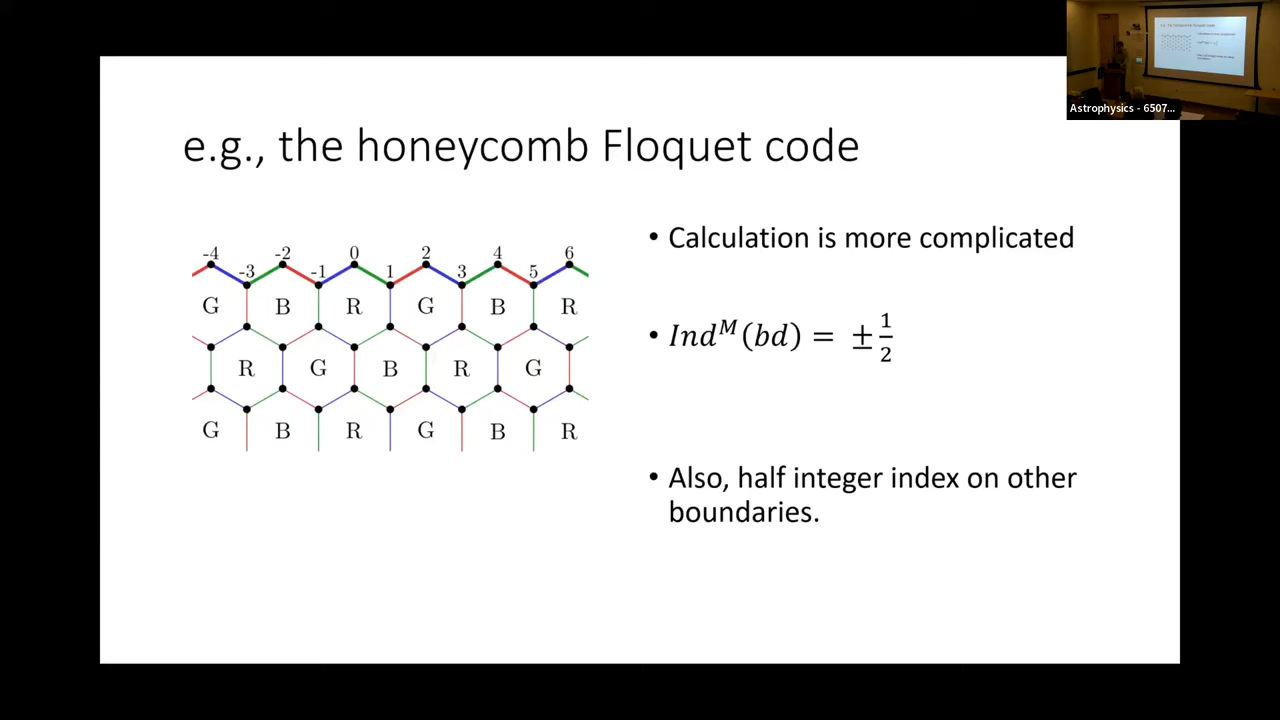 e.g., the honeycomb Floquet code
-4 -2 0 2 4 6
-3 -1 1 3 5
G B R G B R
R G B R G
G B R G B R
• Calculation is more complicated
• Ind^M(bd) = ± 1/2
• Also, half integer index on other
boundaries.
Astrophysics - 6507...